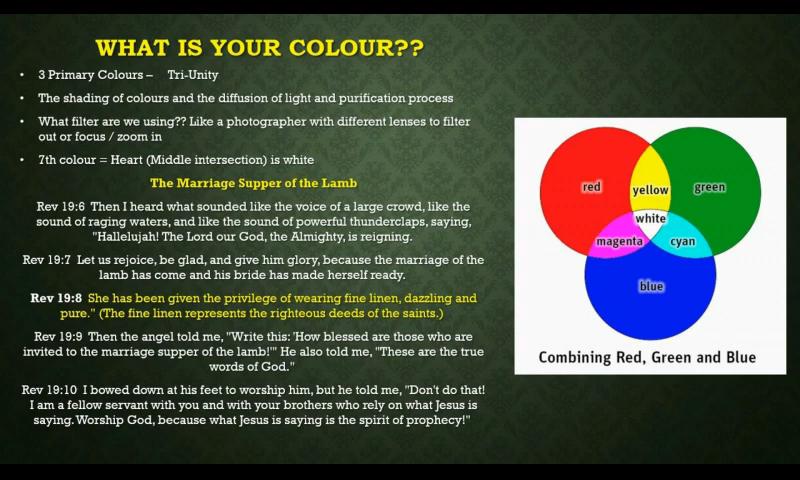 WHAT IS YOUR COLOUR??
• 3 Primary Colours – Tri-Unity
• The shading of colours and the diffusion of light and purification process
• What filter are we using?? Like a photographer with different lenses to filter
out or focus / zoom in
• 7th colour = Heart (Middle intersection) is white
The Marriage Supper of the Lamb
Rev 19:6 Then I heard what sounded like the voice of a large crowd, like the
sound of raging waters, and like the sound of powerful thunderclaps, saying,
"Hallelujah! The Lord our God, the Almighty, is reigning.
Rev 19:7 Let us rejoice, be glad, and give him glory, because the marriage of the
lamb has come and his bride has made herself ready.
Rev 19:8 She has been given the privilege of wearing fine linen, dazzling and
pure." (The fine linen represents the righteous deeds of the saints.)
Rev 19:9 Then the angel told me, "Write this: 'How blessed are those who are
invited to the marriage supper of the lamb!'" He also told me, "These are the true
words of God."
Rev 19:10 I bowed down at his feet to worship him, but he told me, "Don't do that!
I am a fellow servant with you and with your brothers who rely on what Jesus is
saying. Worship God, because what Jesus is saying is the spirit of prophecy!"
red
yellow
green
white
magenta
cyan
blue
Combining Red, Green and Blue